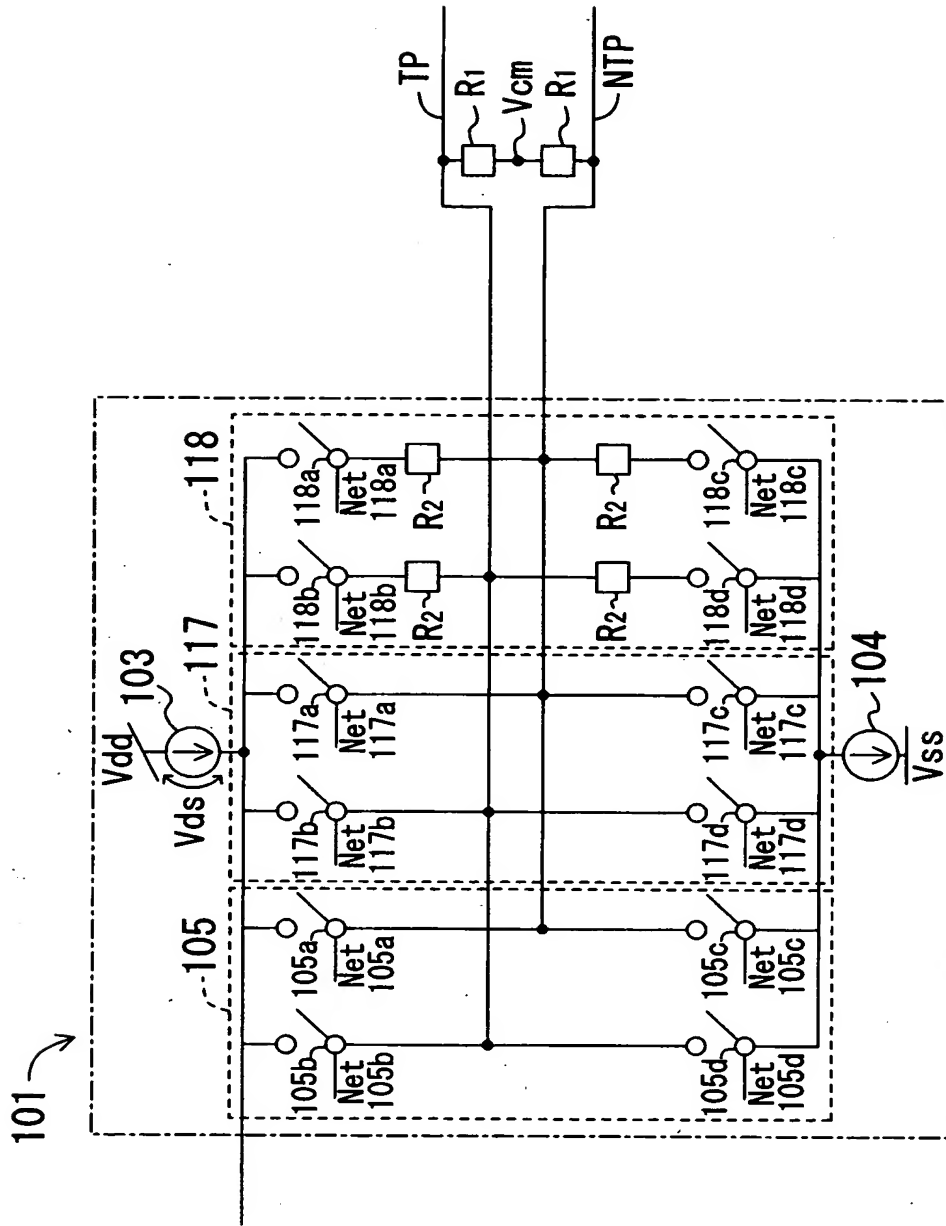 101
105
117
118
Vdd
103
Vds
105b
Net
105b
105a
Net
105a
117b
Net
117b
117a
Net
117a
118b
Net
118b
118a
Net
118a
R2
R2
TP
R1
Vcm
R1
NTP
R2
R2
105d
Net
105d
105c
Net
105c
117d
Net
117d
117c
Net
117c
118d
Net
118d
118c
Net
118c
104
Vss